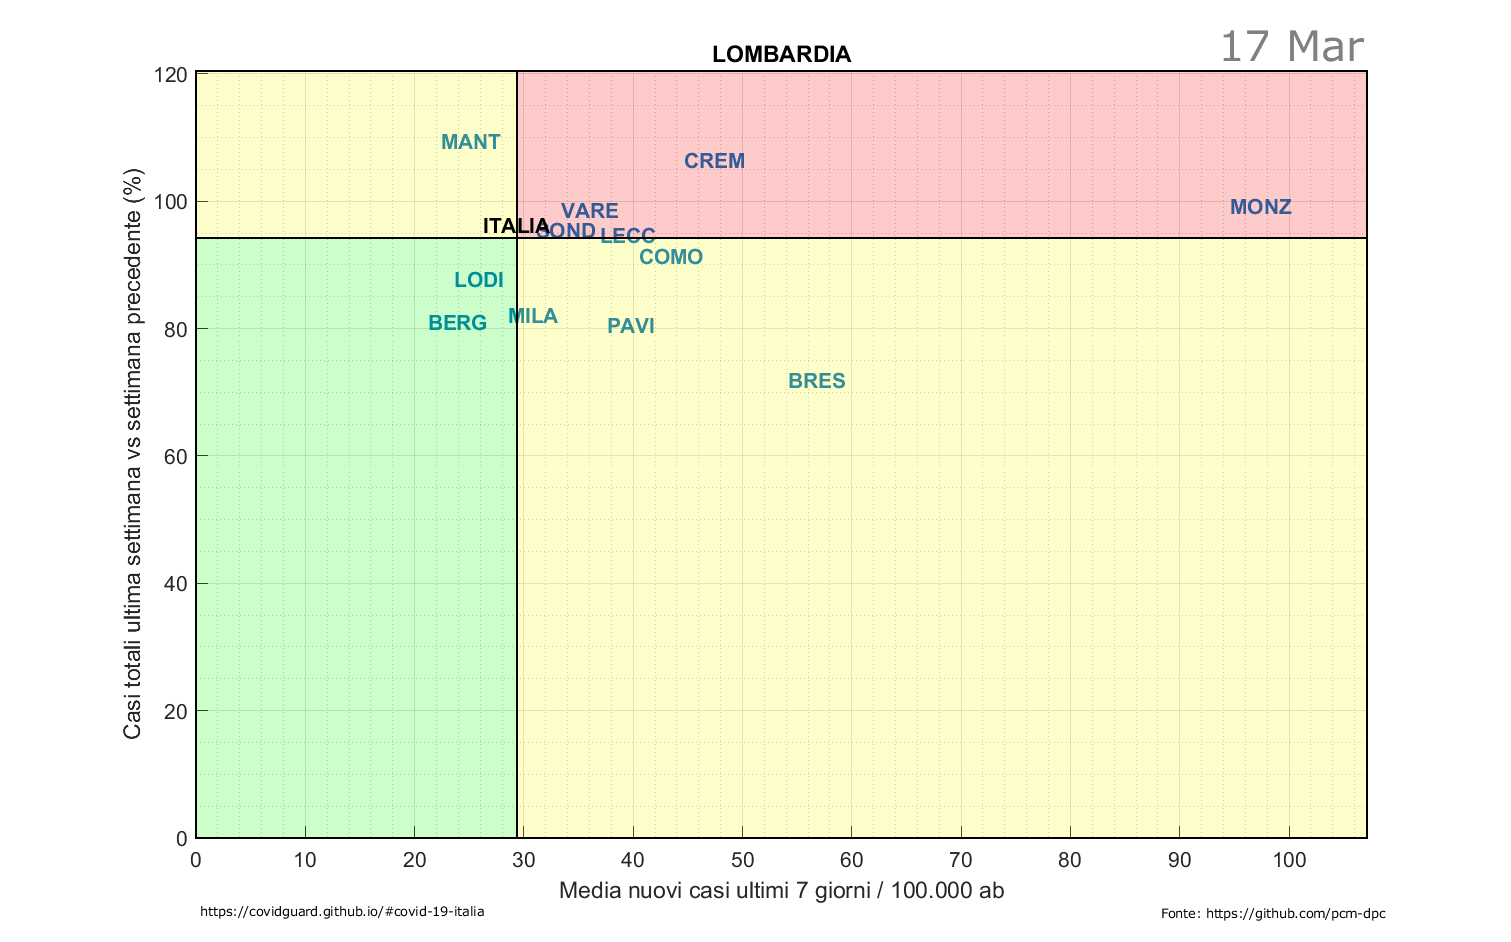 17 Mar
LOMBARDIA
120
100
80
60
40
20
0
Casi totali ultima settimana vs settimana precedente (%)
MANT
CREM
VARE
MONZ
ITALIA
SOND
LECC
COMO
LODI
MILA
BERG
PAVI
BRES
0 10 20 30 40 50 60 70 80 90 100
Media nuovi casi ultimi 7 giorni / 100.000 ab
https://covidguard.github.io/#covid-19-italia
Fonte: https://github.com/pcm-dpc